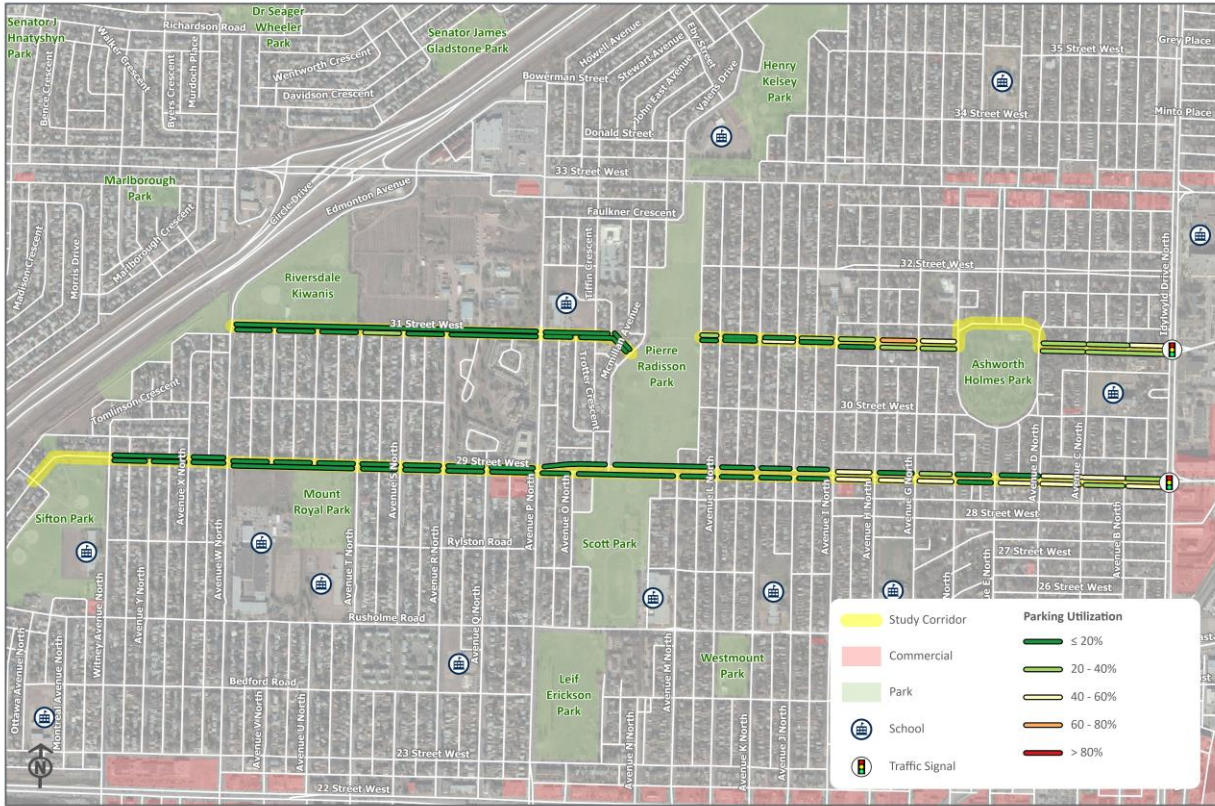 Senator J
Hnatyshyn
Park
Walker Crescent
Bence Crescent
Byers Crescent
Murdoch Place
Richardson Road
Dr Seager
Wheeler
Park
Wentworth Crescent
Davidson Crescent
Senator James
Gladstone Park
Howell Avenue
Eby Street
Stewart Avenue
Bowerman Street
John East Avenue
Valens Drive
Donald Street
Henry
Kelsey
Park
35 Street West
Grey Place
34 Street West
Minto Place
33 Street West
Marlborough
Park
Circle Drive
Edmonton Avenue
Madison Crescent
Morris Drive
Marlborough Crescent
Faulkner Crescent
Tiffin Crescent
32 Street West
Idylwyld Drive North
Riversdale
Kiwanis
31 Street West
Mcmillan Avenue
Pierre
Radisson
Park
Trotter Crescent
Ashworth
Holmes Park
Tomlinson Crescent
30 Street West
29 Street West
Avenue X North
Avenue S North
Avenue P North
Avenue O North
Avenue L North
Avenue I North
Avenue H North
Avenue G North
Avenue D North
Avenue C North
Avenue B North
Sifton Park
Mount
Royal Park
Scott Park
28 Street West
Rylston Road
27 Street West
26 Street West
Avenue W North
Avenue T North
Avenue R North
Avenue Q North
Witney Avenue North
Avenue Y North
Rusholme Road
Ottawa Avenue North
Montreal Avenue North
Bedford Road
Avenue V North
Avenue U North
Leif
Erickson
Park
Westmount
Park
Avenue M North
Avenue N North
Avenue K North
Avenue J North
23 Street West
22 Street West
N
Study Corridor
Commercial
Park
School
Traffic Signal
Parking Utilization
≤ 20%
20 - 40%
40 - 60%
60 - 80%
> 80%